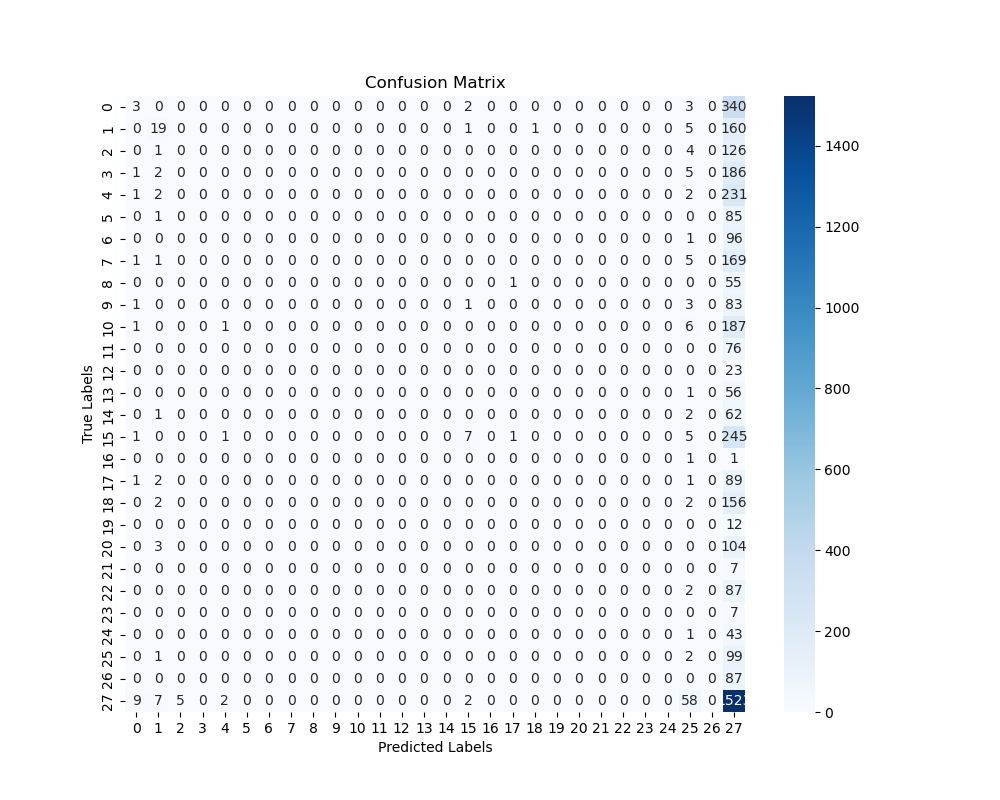 Confusion Matrix
0 3 0 0 0 0 0 0 0 0 0 0 0 0 0 0 2 0 0 0 0 0 0 0 0 0 3 0 340
1 0 19 0 0 0 0 0 0 0 0 0 0 0 0 0 1 0 0 1 0 0 0 0 0 0 5 0 160
2 0 1 0 0 0 0 0 0 0 0 0 0 0 0 0 0 0 0 0 0 0 0 0 0 0 4 0 126
3 1 2 0 0 0 0 0 0 0 0 0 0 0 0 0 0 0 0 0 0 0 0 0 0 0 5 0 186
4 1 2 0 0 0 0 0 0 0 0 0 0 0 0 0 0 0 0 0 0 0 0 0 0 0 2 0 231
5 0 1 0 0 0 0 0 0 0 0 0 0 0 0 0 0 0 0 0 0 0 0 0 0 0 0 0 85
6 0 0 0 0 0 0 0 0 0 0 0 0 0 0 0 0 0 0 0 0 0 0 0 0 0 1 0 96
7 1 1 0 0 0 0 0 0 0 0 0 0 0 0 0 0 0 0 0 0 0 0 0 0 0 5 0 169
8 0 0 0 0 0 0 0 0 0 0 0 0 0 0 0 0 0 1 0 0 0 0 0 0 0 0 0 55
9 1 0 0 0 0 0 0 0 0 0 0 0 0 0 0 1 0 0 0 0 0 0 0 0 0 3 0 83
10 1 0 0 0 1 0 0 0 0 0 0 0 0 0 0 0 0 0 0 0 0 0 0 0 0 6 0 187
11 0 0 0 0 0 0 0 0 0 0 0 0 0 0 0 0 0 0 0 0 0 0 0 0 0 0 0 76
12 0 0 0 0 0 0 0 0 0 0 0 0 0 0 0 0 0 0 0 0 0 0 0 0 0 0 0 23
13 0 0 0 0 0 0 0 0 0 0 0 0 0 0 0 0 0 0 0 0 0 0 0 0 0 1 0 56
14 0 1 0 0 0 0 0 0 0 0 0 0 0 0 0 0 0 0 0 0 0 0 0 0 0 2 0 62
15 1 0 0 0 1 0 0 0 0 0 0 0 0 0 0 7 0 1 0 0 0 0 0 0 0 5 0 245
16 0 0 0 0 0 0 0 0 0 0 0 0 0 0 0 0 0 0 0 0 0 0 0 0 0 1 0 1
17 1 2 0 0 0 0 0 0 0 0 0 0 0 0 0 0 0 0 0 0 0 0 0 0 0 1 0 89
18 0 2 0 0 0 0 0 0 0 0 0 0 0 0 0 0 0 0 0 0 0 0 0 0 0 2 0 156
19 0 0 0 0 0 0 0 0 0 0 0 0 0 0 0 0 0 0 0 0 0 0 0 0 0 0 0 12
20 0 3 0 0 0 0 0 0 0 0 0 0 0 0 0 0 0 0 0 0 0 0 0 0 0 0 0 104
21 0 0 0 0 0 0 0 0 0 0 0 0 0 0 0 0 0 0 0 0 0 0 0 0 0 0 0 7
22 0 0 0 0 0 0 0 0 0 0 0 0 0 0 0 0 0 0 0 0 0 0 0 0 0 2 0 87
23 0 0 0 0 0 0 0 0 0 0 0 0 0 0 0 0 0 0 0 0 0 0 0 0 0 0 0 7
24 0 0 0 0 0 0 0 0 0 0 0 0 0 0 0 0 0 0 0 0 0 0 0 0 0 1 0 43
25 0 1 0 0 0 0 0 0 0 0 0 0 0 0 0 0 0 0 0 0 0 0 0 0 0 2 0 99
26 0 0 0 0 0 0 0 0 0 0 0 0 0 0 0 0 0 0 0 0 0 0 0 0 0 0 0 87
27 9 7 5 0 2 0 0 0 0 0 0 0 0 0 0 2 0 0 0 0 0 0 0 0 0 58 0
0 1 2 3 4 5 6 7 8 9 10 11 12 13 14 15 16 17 18 19 20 21 22 23 24 25 26 27
Predicted Labels
True Labels
1400
1200
1000
800
600
400
200
0